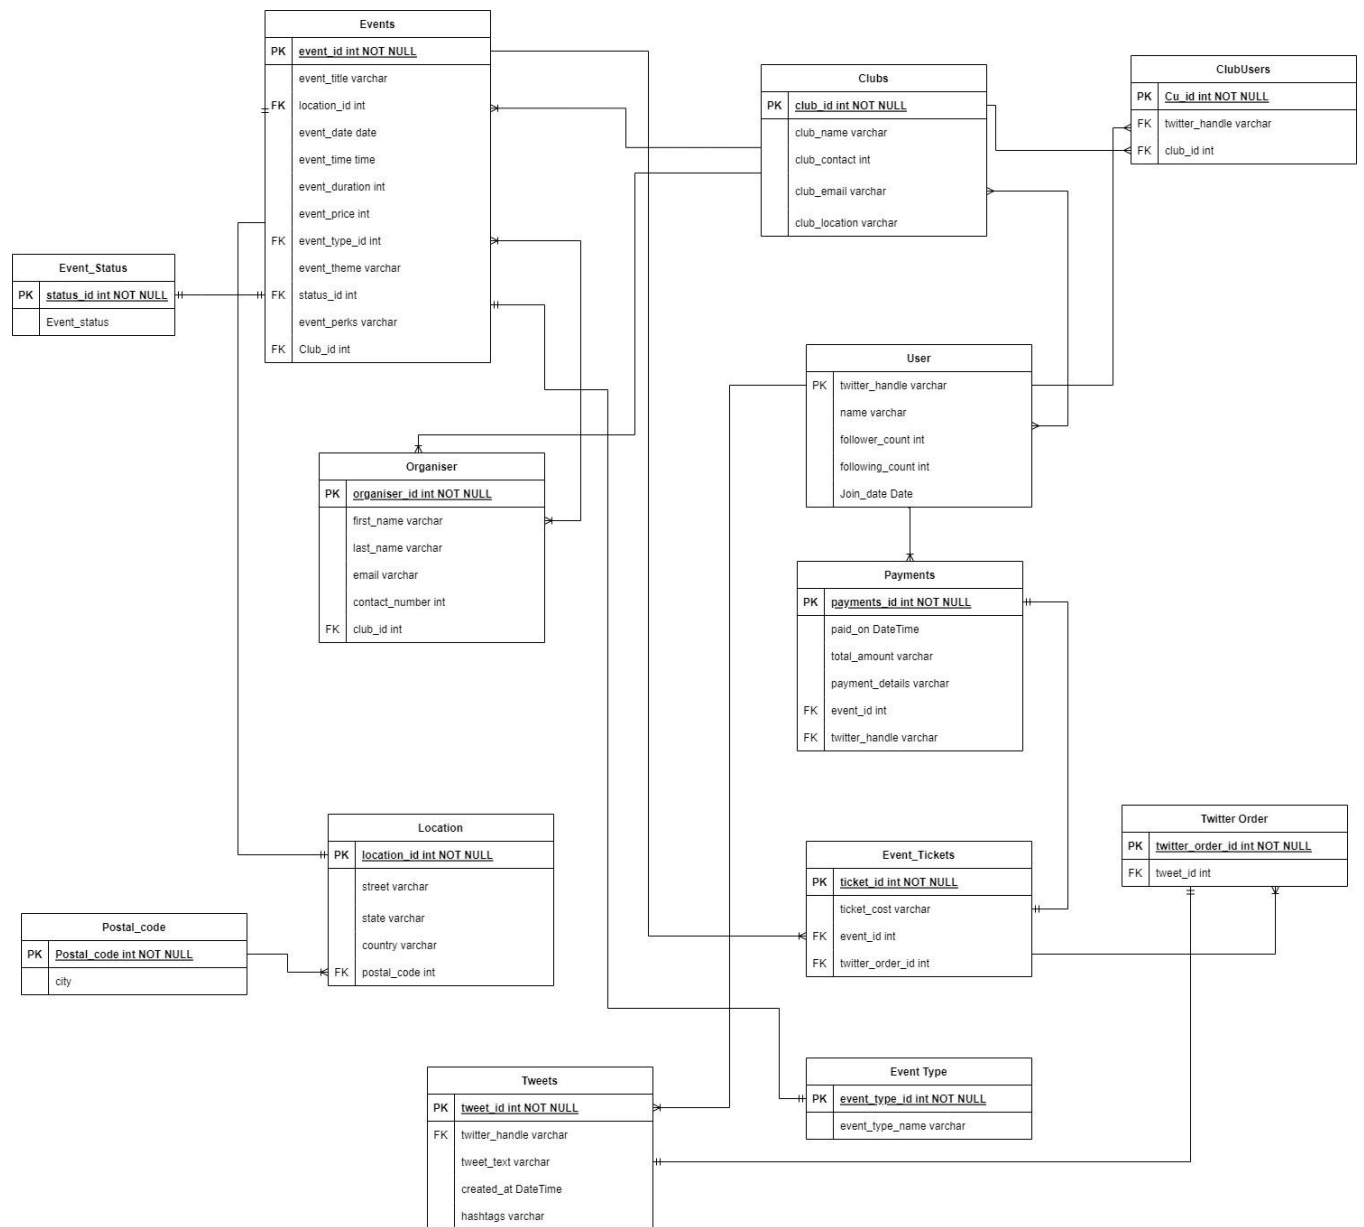 Events
PK event_id int NOT NULL
event_title varchar
FK location_id int
event_date date
event_time time
event_duration int
event_price int
FK event_type_id int
event_theme varchar
FK status_id int
event_perks varchar
FK Club_id int
Clubs
PK club_id int NOT NULL
club_name varchar
club_contact int
club_email varchar
club_location varchar
ClubUsers
PK Cu_id int NOT NULL
FK twitter_handle varchar
FK club_id int
Event_Status
PK status_id int NOT NULL
Event_status
User
PK twitter_handle varchar
name varchar
follower_count int
following_count int
Join_date Date
Organiser
PK organiser_id int NOT NULL
first_name varchar
last_name varchar
email varchar
contact_number int
FK club_id int
Payments
PK payments_id int NOT NULL
paid_on DateTime
total_amount varchar
payment_details varchar
FK event_id int
FK twitter_handle varchar
Location
PK location_id int NOT NULL
street varchar
state varchar
country varchar
FK postal_code int
Event_Tickets
PK ticket_id int NOT NULL
ticket_cost varchar
FK event_id int
FK twitter_order_id int
Twitter Order
PK twitter_order_id int NOT NULL
FK tweet_id int
Postal_code
PK Postal_code int NOT NULL
city
Tweets
PK tweet_id int NOT NULL
FK twitter_handle varchar
tweet_text varchar
created_at DateTime
hashtags varchar
Event Type
PK event_type_id int NOT NULL
event_type_name varchar